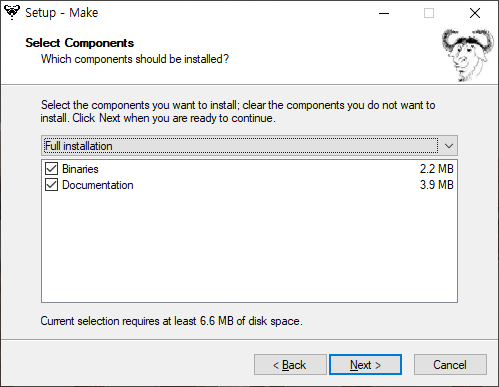 Setup - Make
Select Components
Which components should be installed?
Select the components you want to install; clear the components you do not want to
install. Click Next when you are ready to continue.
Full installation
Binaries 2.2 MB
Documentation 3.9 MB
Current selection requires at least 6.6 MB of disk space.
< Back Next > Cancel